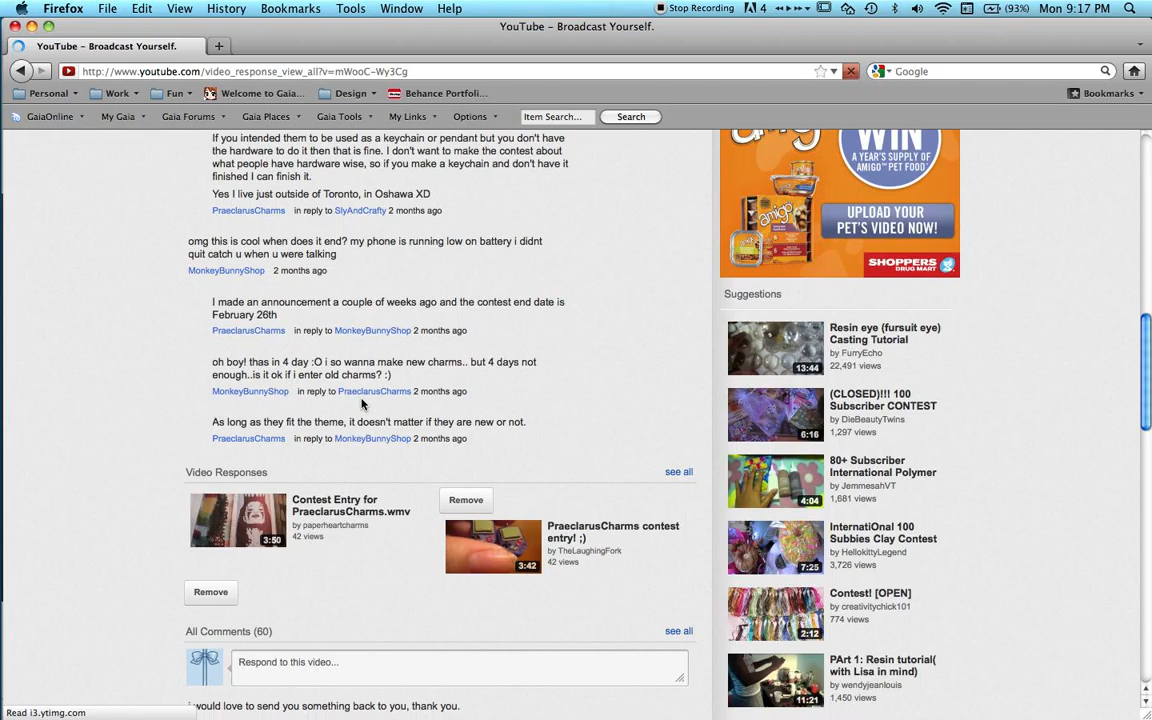 Firefox File Edit View History Bookmarks Tools Window Help Stop Recording 4 (93%) Mon 9:17 PM
YouTube - Broadcast Yourself.
YouTube - Broadcast Yourself.
http://www.youtube.com/video_response_view_all?v=mWooC-Wy3Cg Google
Personal Work Fun Welcome to Gaia... Design Behance Portfoli... Bookmarks
GaiaOnline My Gaia Gaia Forums Gaia Places Gaia Tools My Links Options Item Search... Search
If you intended them to be used as a keychain or pendant but you don't have
the hardware to do it then that is fine. I don't want to make the contest about
what people have hardware wise, so if you make a keychain and don't have it
finished I can finish it.
Yes I live just outside of Toronto, in Oshawa XD
PraeclarusCharms in reply to SlyAndCrafty 2 months ago
omg this is cool when does it end? my phone is running low on battery i didnt
quit catch u when u were talking
MonkeyBunnyShop 2 months ago
I made an announcement a couple of weeks ago and the contest end date is
February 26th
PraeclarusCharms in reply to MonkeyBunnyShop 2 months ago
oh boy! thas in 4 day :O i so wanna make new charms.. but 4 days not
enough..is it ok if i enter old charms? :)
MonkeyBunnyShop in reply to PraeclarusCharms 2 months ago
As long as they fit the theme, it doesn't matter if they are new or not.
PraeclarusCharms in reply to MonkeyBunnyShop 2 months ago
Video Responses see all
Contest Entry for
PraeclarusCharms.wmv
by paperheartcharms
42 views
3:50
Remove
PraeclarusCharms contest
entry! ;)
by TheLaughingFork
42 views
3:42
Remove
All Comments (60) see all
Respond to this video...
i would love to send you something back to you, thank you.
amigo
WIN
A YEAR'S SUPPLY OF
AMIGO™ PET FOOD*
amigo
UPLOAD YOUR
PET'S VIDEO NOW!
SHOPPERS
DRUG MART
Suggestions
Resin eye (fursuit eye)
Casting Tutorial
by FurryEcho
22,491 views
13:44
(CLOSED)!!! 100
Subscriber CONTEST
by DieBeautyTwins
1,297 views
6:16
80+ Subscriber
International Polymer
by JemmesahVT
1,681 views
4:04
InternatiOnal 100
Subbies Clay Contest
by HellokittyLegend
3,726 views
7:25
Contest! [OPEN]
by creativitychick101
774 views
2:12
PArt 1: Resin tutorial(
with Lisa in mind)
by wendyjeanlouis
1,450 views
11:21
Read i3.ytimg.com